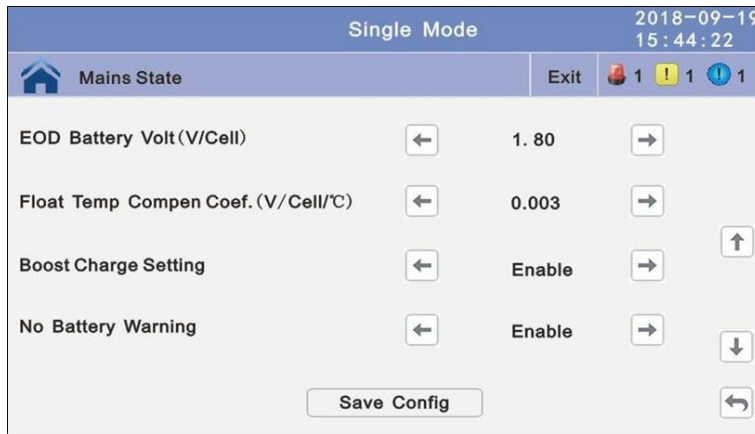 Single Mode
2018-09-19
15:44:22
Mains State
Exit
1
! 1
! 1
EOD Battery Volt(V/Cell)
1.80
Float Temp Compen Coef.(V/Cell/℃)
0.003
Boost Charge Setting
Enable
No Battery Warning
Enable
Save Config